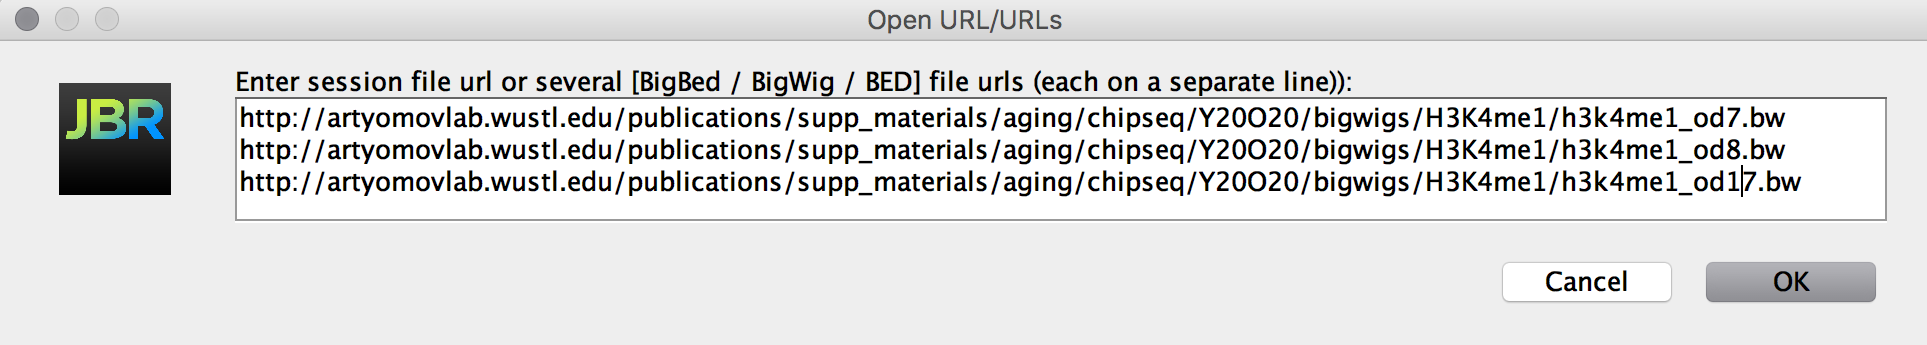 Open URL/URLs
JBR
Enter session file url or several [BigBed / BigWig / BED] file urls (each on a separate line)):
http://artyomovlab.wustl.edu/publications/supp_materials/aging/chipseq/Y20O20/bigwigs/H3K4me1/h3k4me1_od7.bw
http://artyomovlab.wustl.edu/publications/supp_materials/aging/chipseq/Y20O20/bigwigs/H3K4me1/h3k4me1_od8.bw
http://artyomovlab.wustl.edu/publications/supp_materials/aging/chipseq/Y20O20/bigwigs/H3K4me1/h3k4me1_od17.bw
Cancel
OK